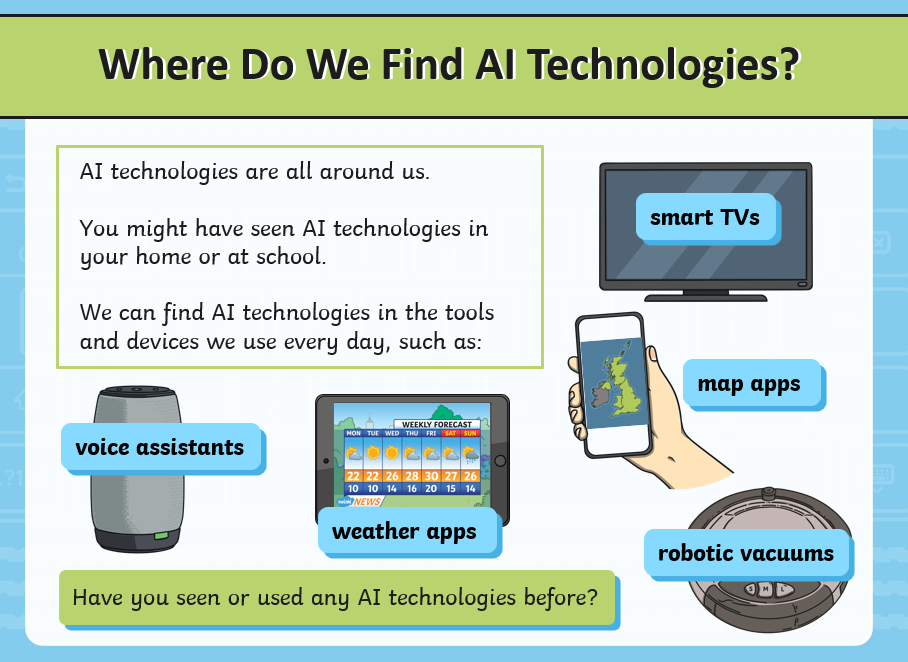 Where Do We Find AI Technologies?
AI technologies are all around us.
You might have seen AI technologies in
your home or at school.
We can find AI technologies in the tools
and devices we use every day, such as:
smart TVs
map apps
voice assistants
WEEKLY FORECAST
MON TUE WED THU FRI SAT SUN
22 22 26 28 30 27 26
10 10 14 16 20 15 14
twinkl NEWS
weather apps
robotic vacuums
S M L
Have you seen or used any AI technologies before?